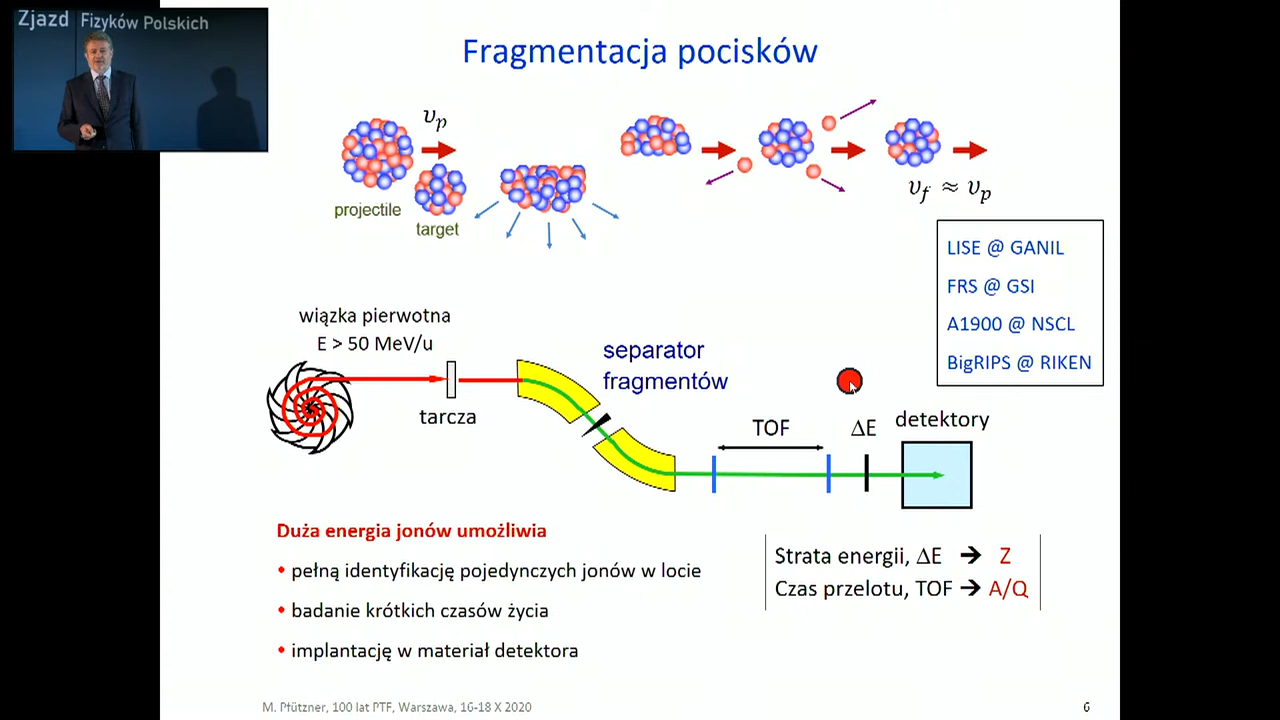 Zjazd Fizyków Polskich
Fragmentacja pocisków
υp
projectile
target
υf ≈ υp
LISE @ GANIL
FRS @ GSI
A1900 @ NSCL
BigRIPS @ RIKEN
wiązka pierwotna
E > 50 MeV/u
tarcza
separator
fragmentów
TOF
ΔE
detektory
Duża energia jonów umożliwia
• pełną identyfikację pojedynczych jonów w locie
• badanie krótkich czasów życia
• implantację w materiał detektora
Strata energii, ΔE ➔ Z
Czas przelotu, TOF ➔ A/Q
M. Pfützner, 100 lat PTF, Warszawa, 16-18 X 2020
6